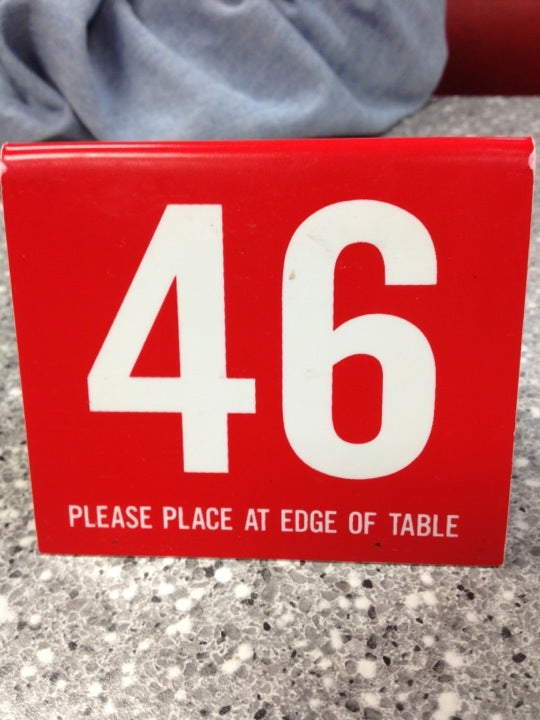 46
PLEASE PLACE AT EDGE OF TABLE